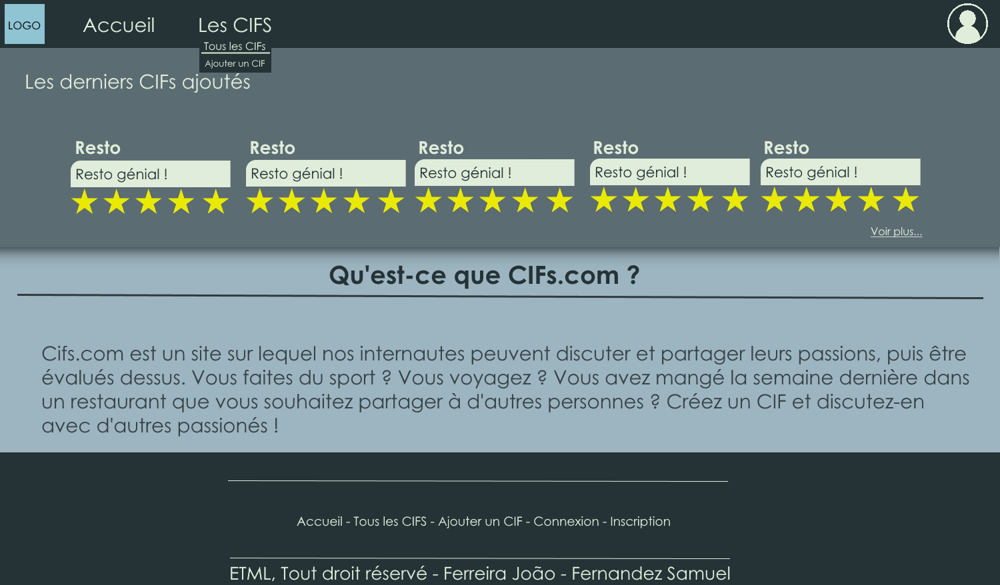 LOGO
Accueil
Les CIFS
Tous les CIFs
Ajouter un CIF
Les derniers CIFs ajoutés
Resto
Resto
Resto
Resto
Resto
Resto génial !
Resto génial !
Resto génial !
Resto génial !
Resto génial !
Voir plus...
Qu'est-ce que CIFs.com ?
Cifs.com est un site sur lequel nos internautes peuvent discuter et partager leurs passions, puis être
évalués dessus. Vous faites du sport ? Vous voyagez ? Vous avez mangé la semaine dernière dans
un restaurant que vous souhaitez partager à d'autres personnes ? Créez un CIF et discutez-en
avec d'autres passionés !
Accueil - Tous les CIFS - Ajouter un CIF - Connexion - Inscription
ETML, Tout droit réservé - Ferreira João - Fernandez Samuel